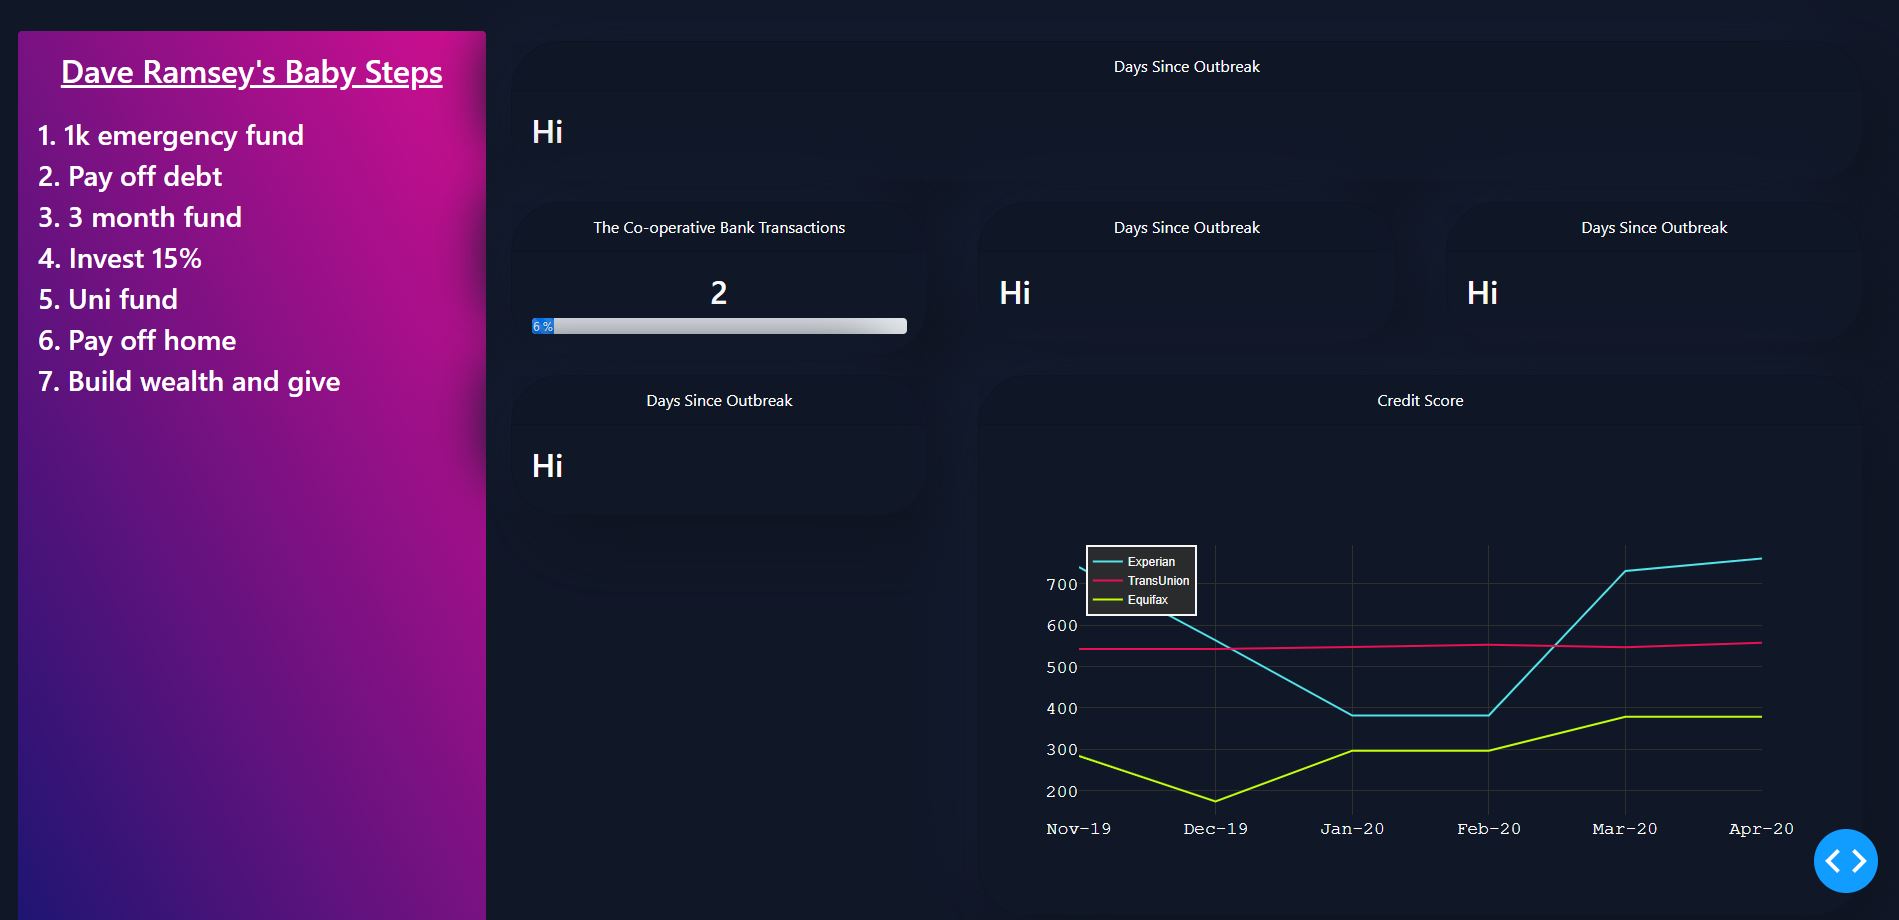 Dave Ramsey's Baby Steps
1. 1k emergency fund
2. Pay off debt
3. 3 month fund
4. Invest 15%
5. Uni fund
6. Pay off home
7. Build wealth and give
Days Since Outbreak
Hi
The Co-operative Bank Transactions
2
6 %
Days Since Outbreak
Hi
Days Since Outbreak
Hi
Days Since Outbreak
Hi
Credit Score
Experian
TransUnion
Equifax
700
600
500
400
300
200
Nov-19 Dec-19 Jan-20 Feb-20 Mar-20 Apr-20